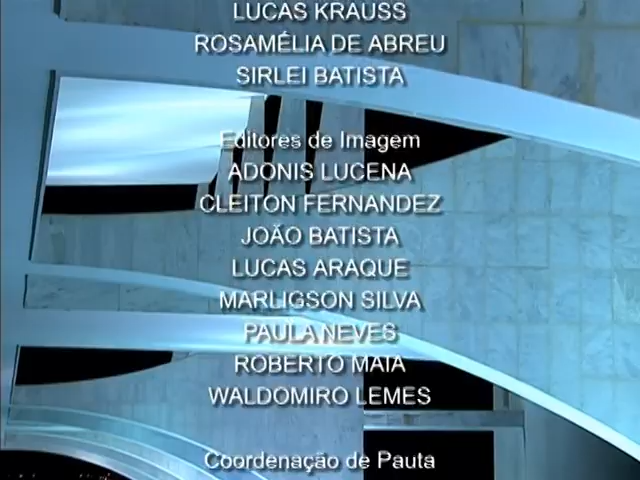 LUCAS KRAUSS
ROSAMÉLIA DE ABREU
SIRLEI BATISTA
Editores de Imagem
ADONIS LUCENA
CLEITON FERNANDEZ
JOÃO BATISTA
LUCAS ARAQUE
MARLIGSON SILVA
PAULA NEVES
ROBERTO MAIA
WALDOMIRO LEMES
Coordenação de Pauta